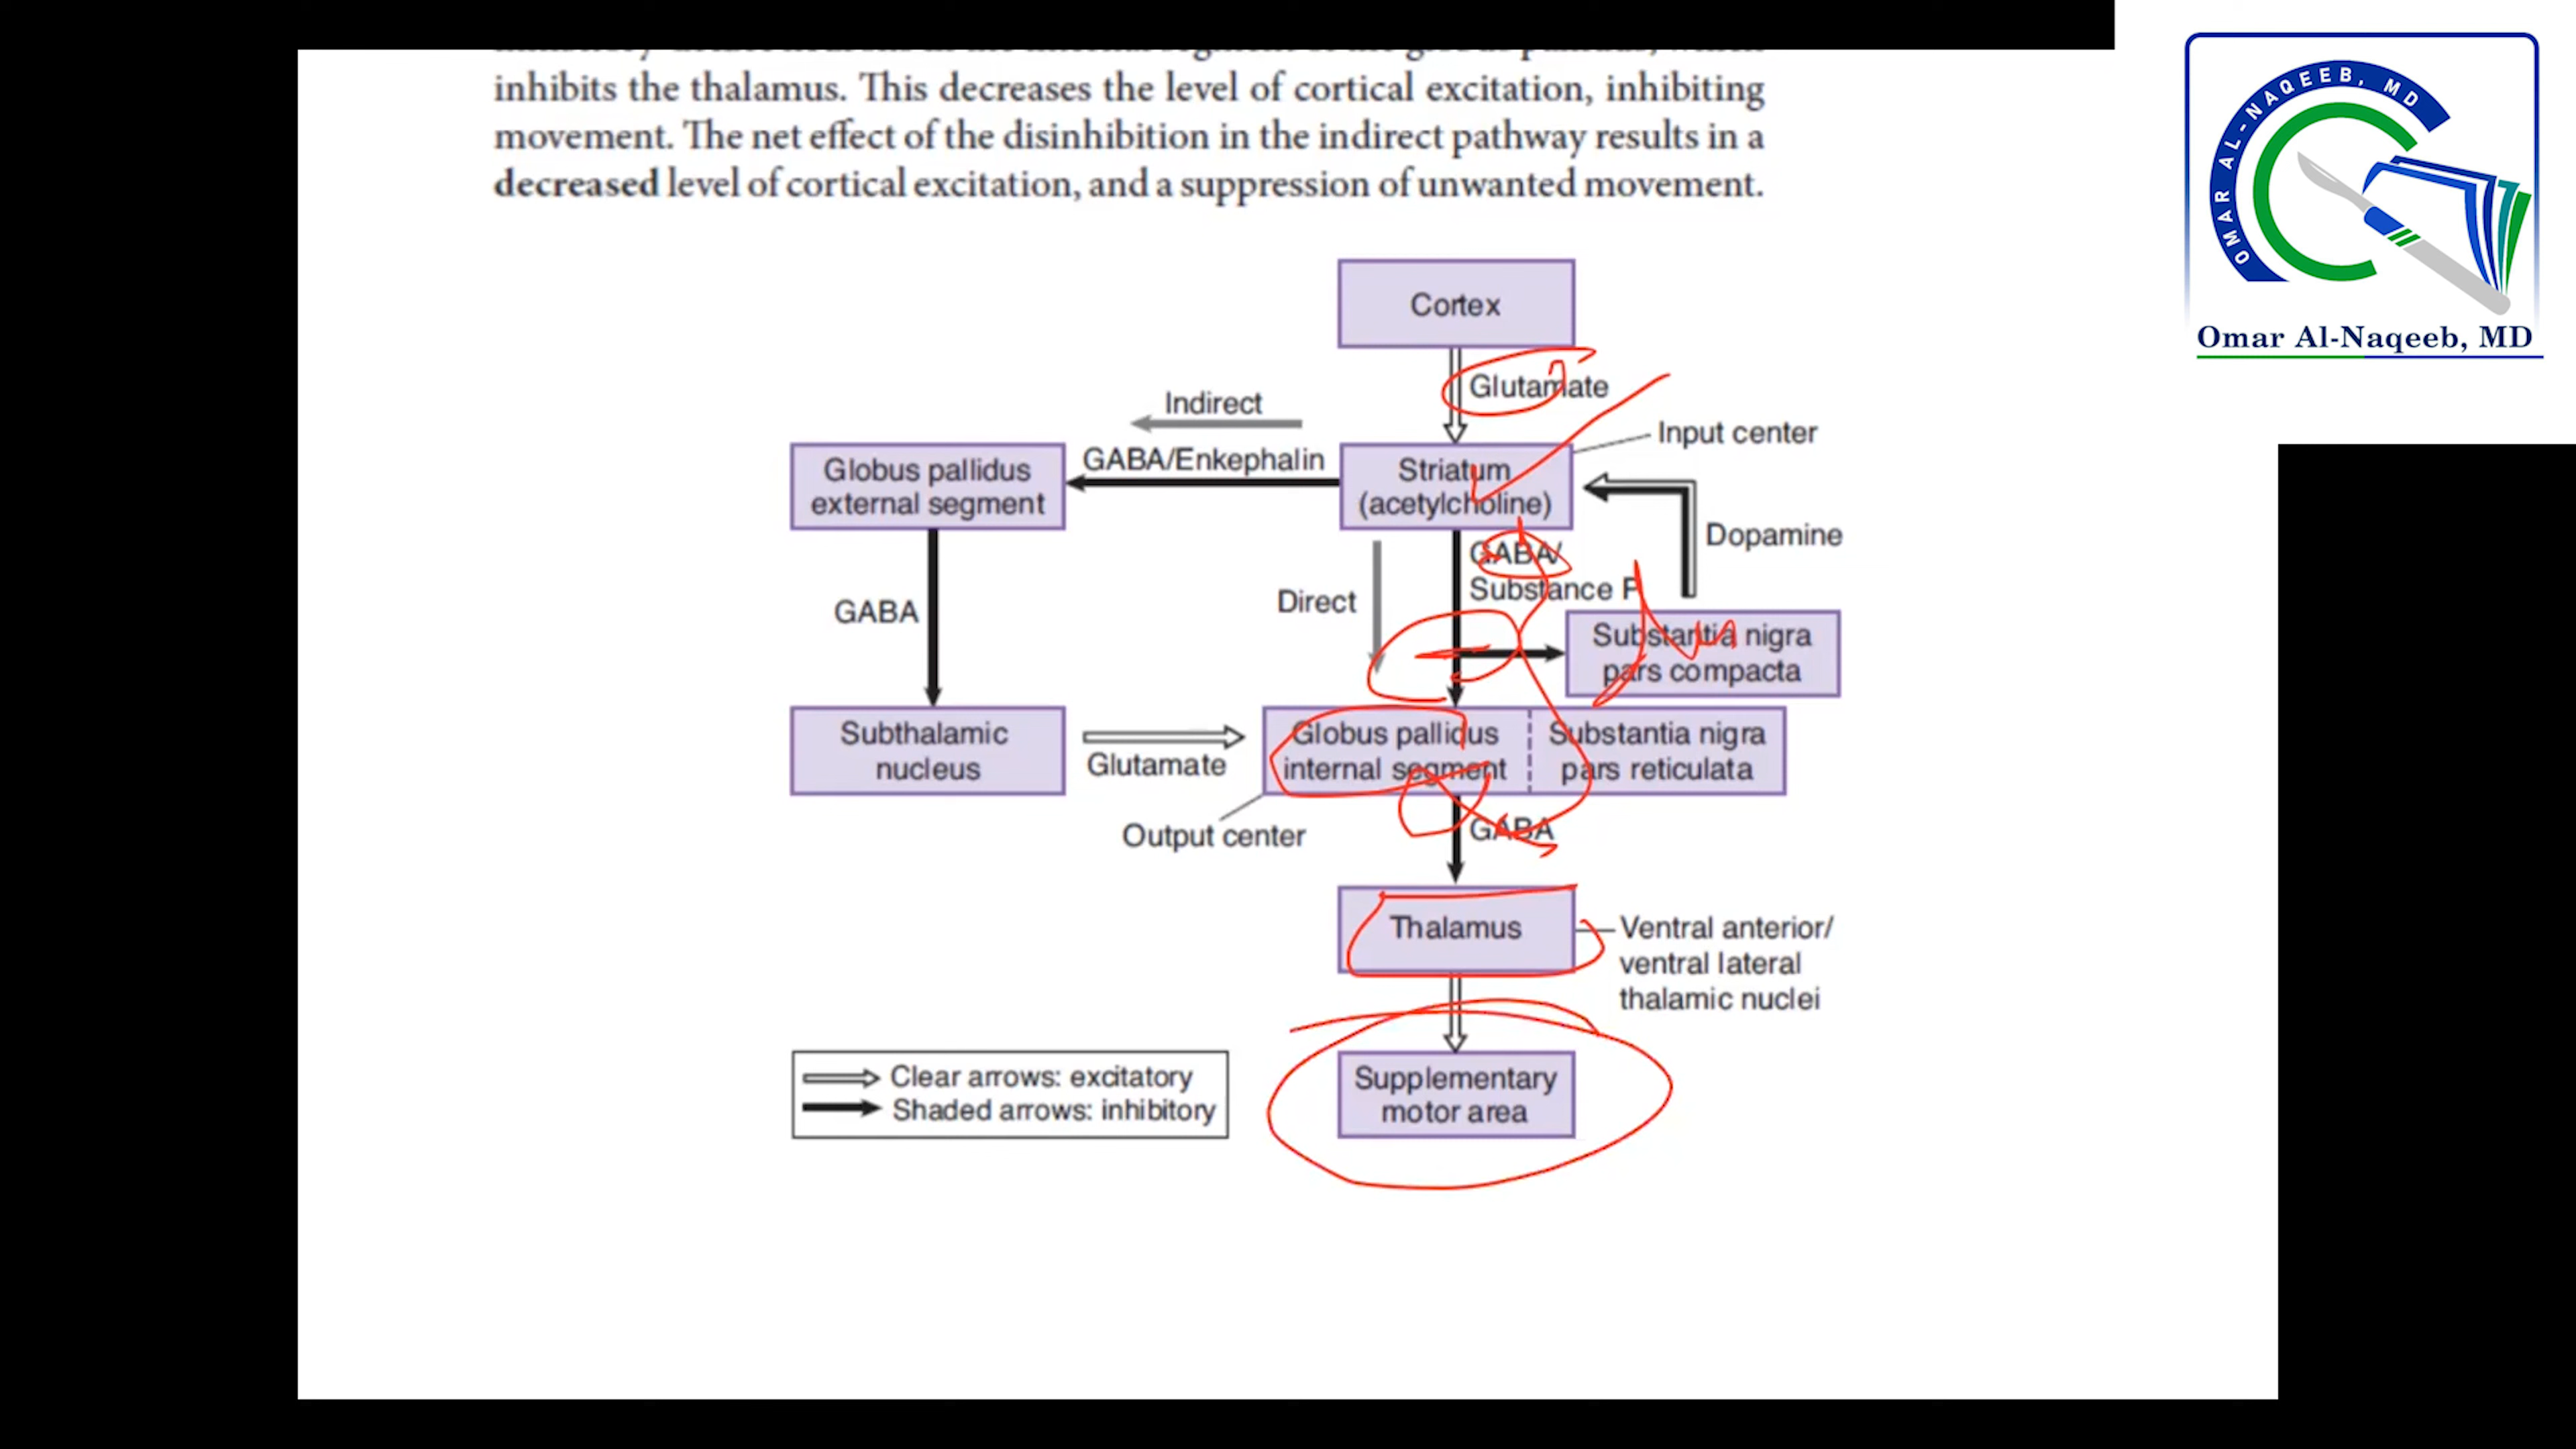 inhibits the thalamus. This decreases the level of cortical excitation, inhibiting
movement. The net effect of the disinhibition in the indirect pathway results in a
decreased level of cortical excitation, and a suppression of unwanted movement.
OMAR AL-NAQEEB, MD
Omar Al-Naqeeb, MD
Cortex
Glutamate
Indirect
Input center
Globus pallidus
external segment
GABA/Enkephalin
Striatum
(acetylcholine)
Dopamine
GABA/
Substance P
Direct
GABA
Substantia nigra
pars compacta
Subthalamic
nucleus
Glutamate
Globus pallidus
internal segment
Substantia nigra
pars reticulata
Output center
GABA
Thalamus
Ventral anterior/
ventral lateral
thalamic nuclei
Clear arrows: excitatory
Shaded arrows: inhibitory
Supplementary
motor area